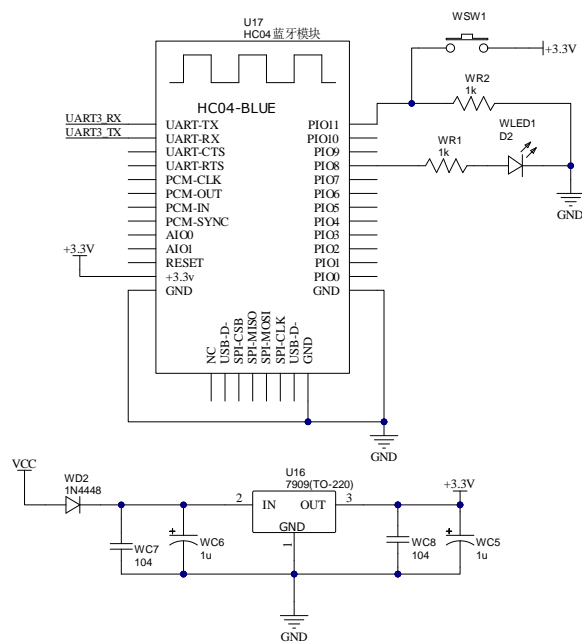 U17
HC04蓝牙模块
HC04-BLUE
UART3_RX
UART3_TX
UART-TX
UART-RX
UART-CTS
UART-RTS
PCM-CLK
PCM-OUT
PCM-IN
PCM-SYNC
AIO0
AIO1
RESET
+3.3v
GND
+3.3V
PIO11
PIO10
PIO9
PIO8
PIO7
PIO6
PIO5
PIO4
PIO3
PIO2
PIO1
PIO0
GND
NC
USB-D-
SPI-CSB
SPI-MISO
SPI-MOSI
SPI-CLK
USB-D-
GND
WSW1
+3.3V
WR2
1k
WR1
1k
WLED1
D2
GND
GND
VCC
WD2
1N4448
U16
7909(TO-220)
2
IN
OUT
3
GND
1
+3.3V
WC7
104
WC6
1u
WC8
104
WC5
1u
GND